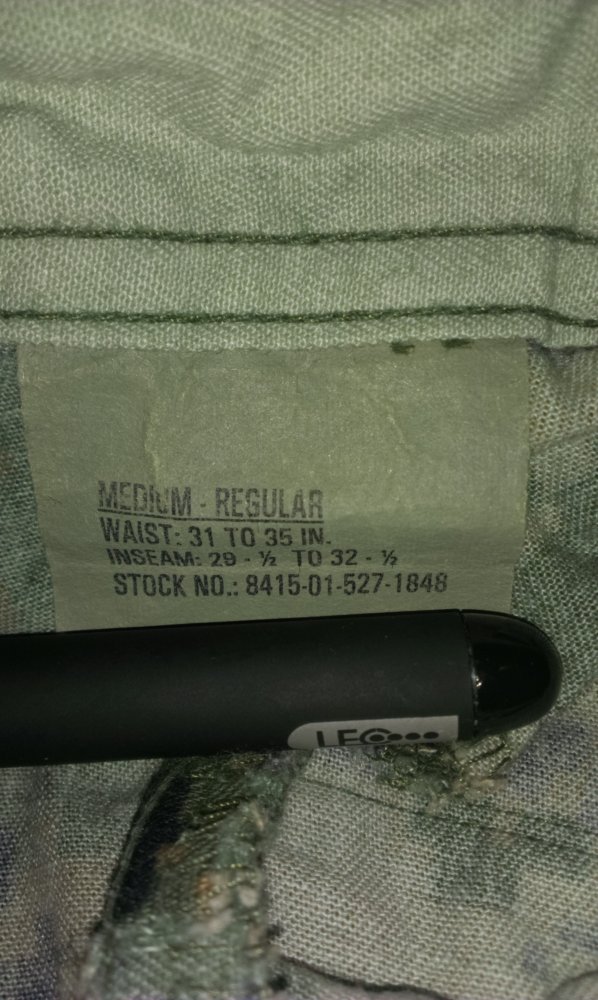 MEDIUM - REGULAR
WAIST: 31 TO 35 IN.
INSEAM: 29 - ½ TO 32 - ½
STOCK NO.: 8415-01-527-1848